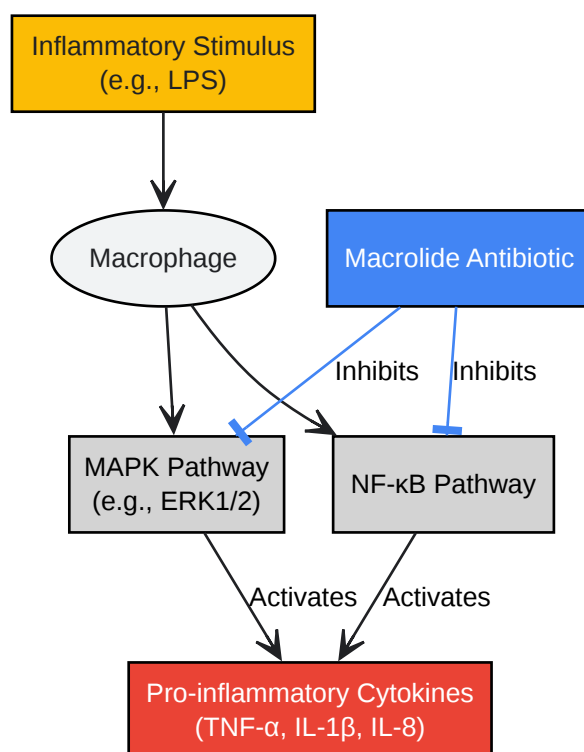 Inflammatory Stimulus
(e.g., LPS)
Macrophage
Macrolide Antibiotic
Inhibits
Inhibits
MAPK Pathway
(e.g., ERK1/2)
NF-κB Pathway
Activates
Activates
Pro-inflammatory Cytokines
(TNF-α, IL-1β, IL-8)